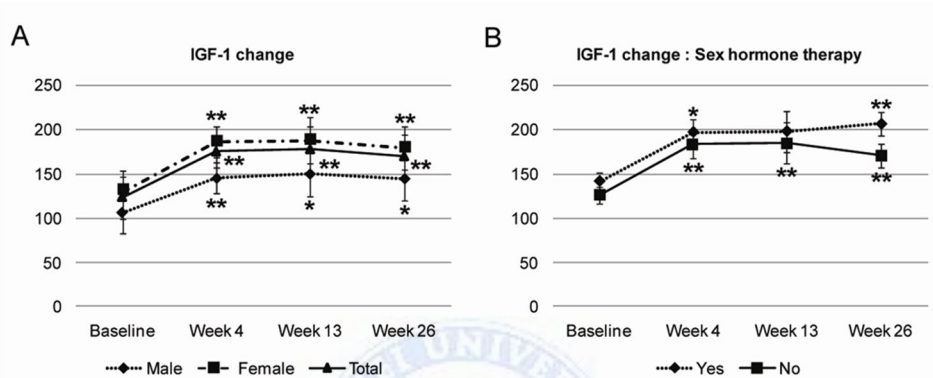 A
IGF-1 change
250
200
150
100
50
0
** ** **
** ** **
** * *
Baseline Week 4 Week 13 Week 26
Male Female Total
B
IGF-1 change : Sex hormone therapy
250
200
150
100
50
0
* **
** ** **
Baseline Week 4 Week 13 Week 26
Yes No